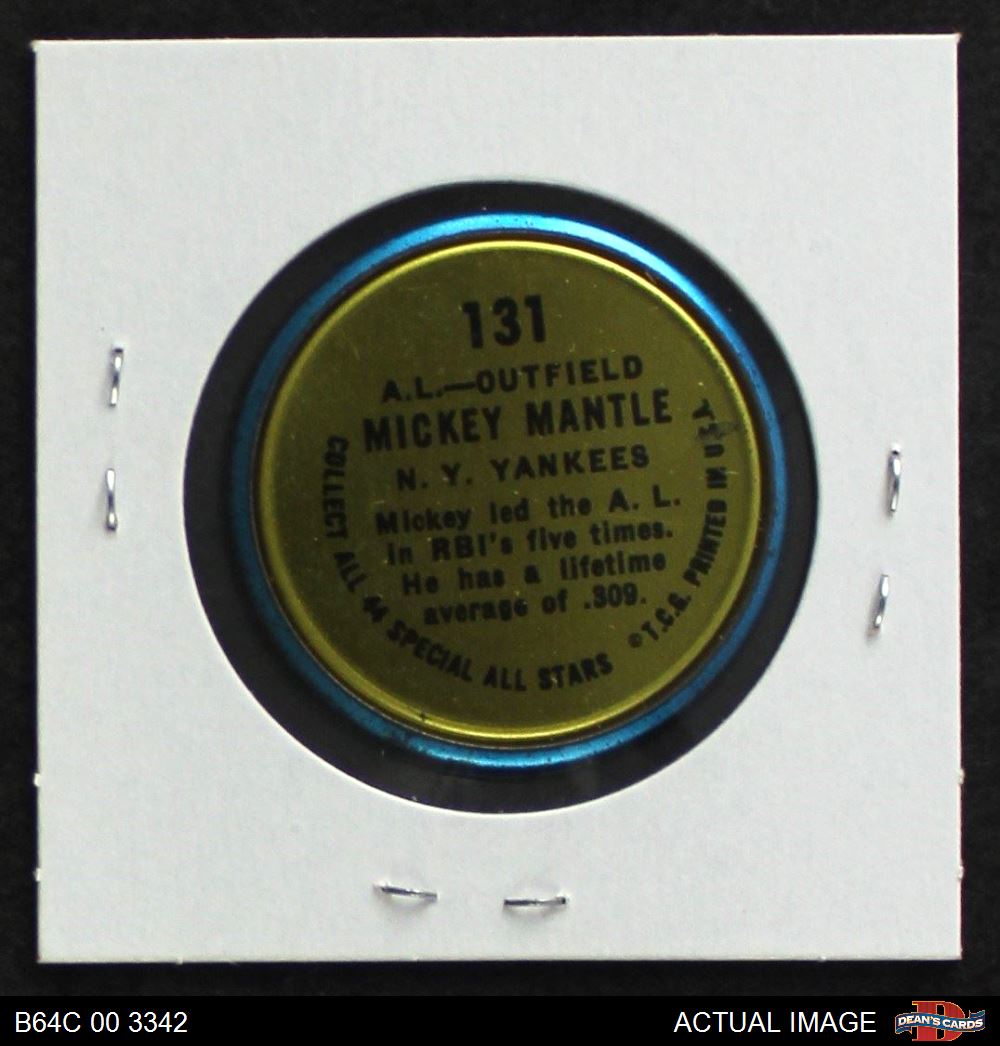 131
A.L.—OUTFIELD
MICKEY MANTLE
N. Y. YANKEES
Mickey led the A. L.
in RBI's five times.
He has a lifetime
average of .309.
COLLECT ALL 44 SPECIAL ALL STARS
©T.C.G. PRINTED IN U.S.
B64C 00 3342
ACTUAL IMAGE
DEAN'S CARDS